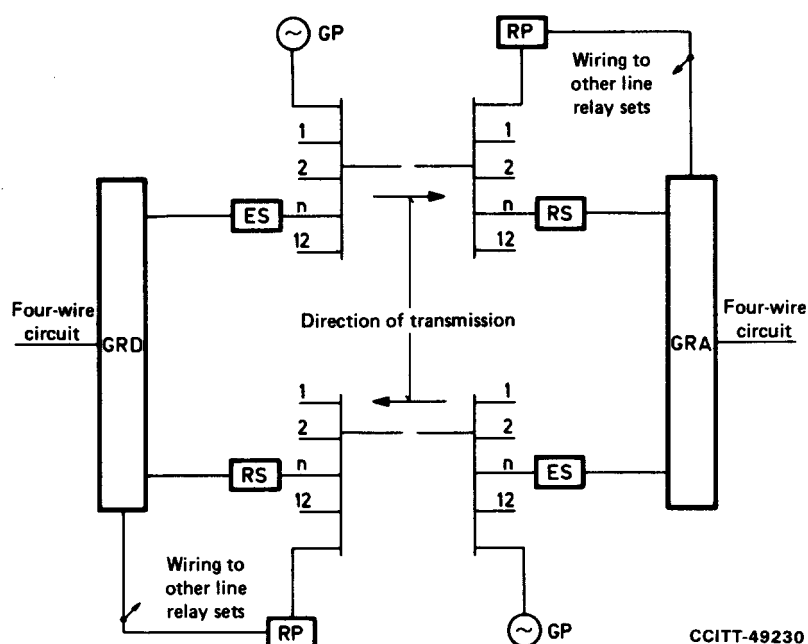 GP
RP
Wiring to
other line
relay sets
1
2
n
12
ES
1
2
n
12
RS
Four-wire
circuit
GRD
Direction of transmission
Four-wire
circuit
GRA
1
2
n
12
RS
1
2
n
12
ES
Wiring to
other line
relay sets
RP
~ GP
~
CCITT-49230